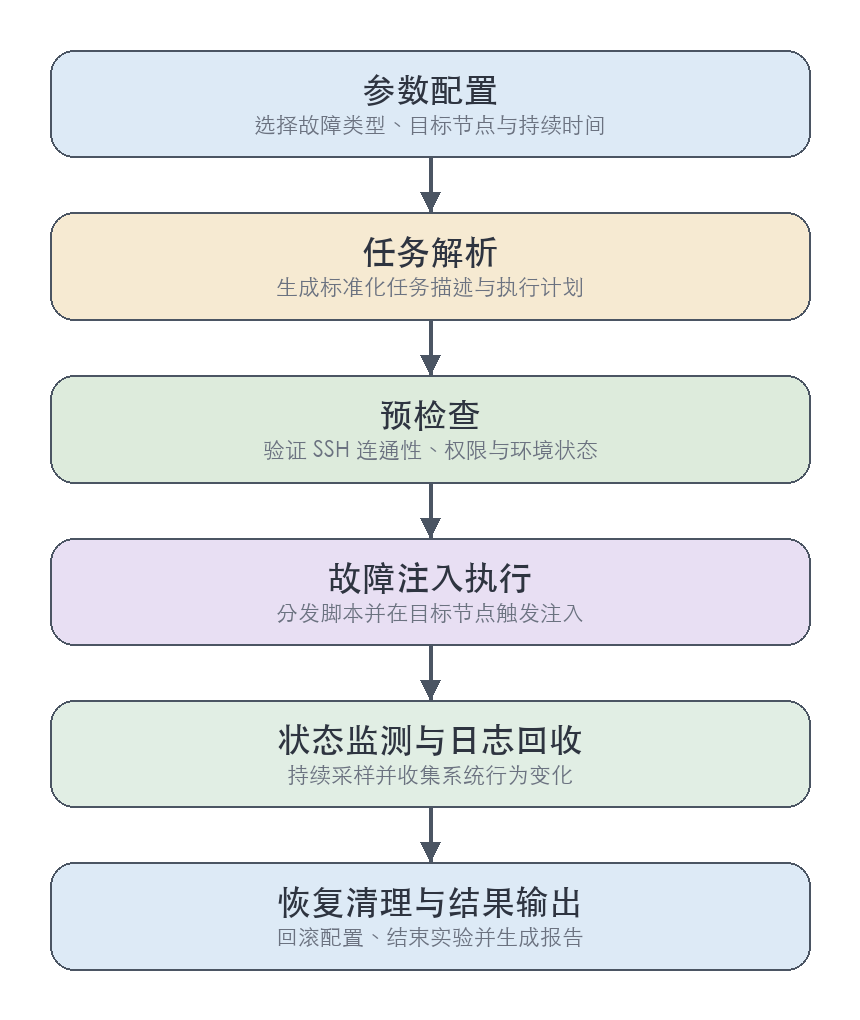 参数配置
选择故障类型、目标节点与持续时间
任务解析
生成标准化任务描述与执行计划
预检查
验证 SSH 连通性、权限与环境状态
故障注入执行
分发脚本并在目标节点触发注入
状态监测与日志回收
持续采样并收集系统行为变化
恢复清理与结果输出
回滚配置、结束实验并生成报告